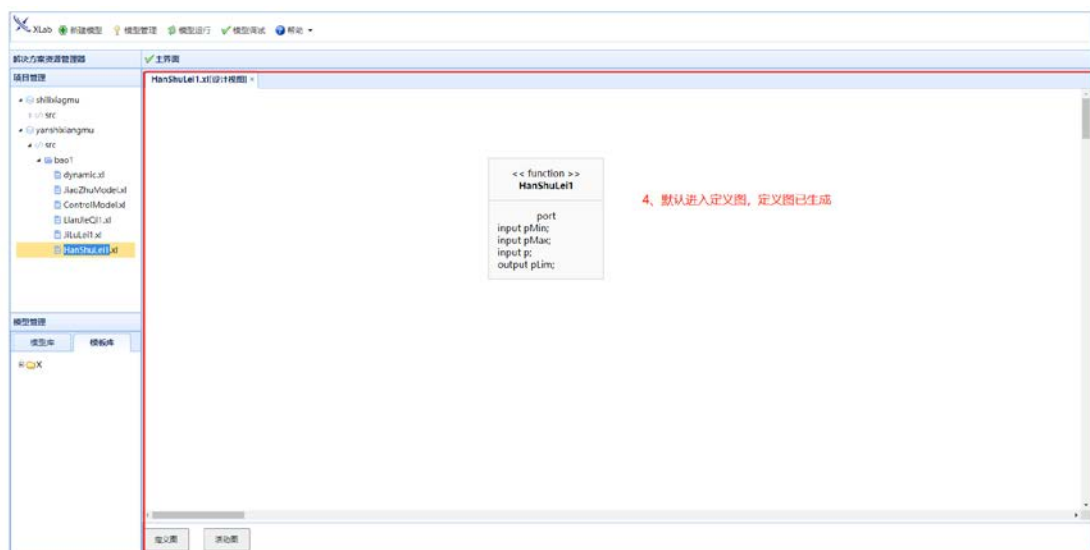 XLab 新建模型 模型管理 模型运行 模型调试 帮助
解决方案资源管理器
主界面
项目管理
HanShuLei1.xl[设计视图] ×
shilixiagmu
src
yanshixiangmu
src
bao1
dynamic.xl
JiaoZhuModel.xl
ControlModel.xl
LianJieQi1.xl
JiLuLei1.xl
HanShuLei1.xl
<< function >>
HanShuLei1
port
input pMin;
input pMax;
input p;
output pLim;
4、默认进入定义图，定义图已生成
模型管理
模型库 模板库
X
定义图 活动图